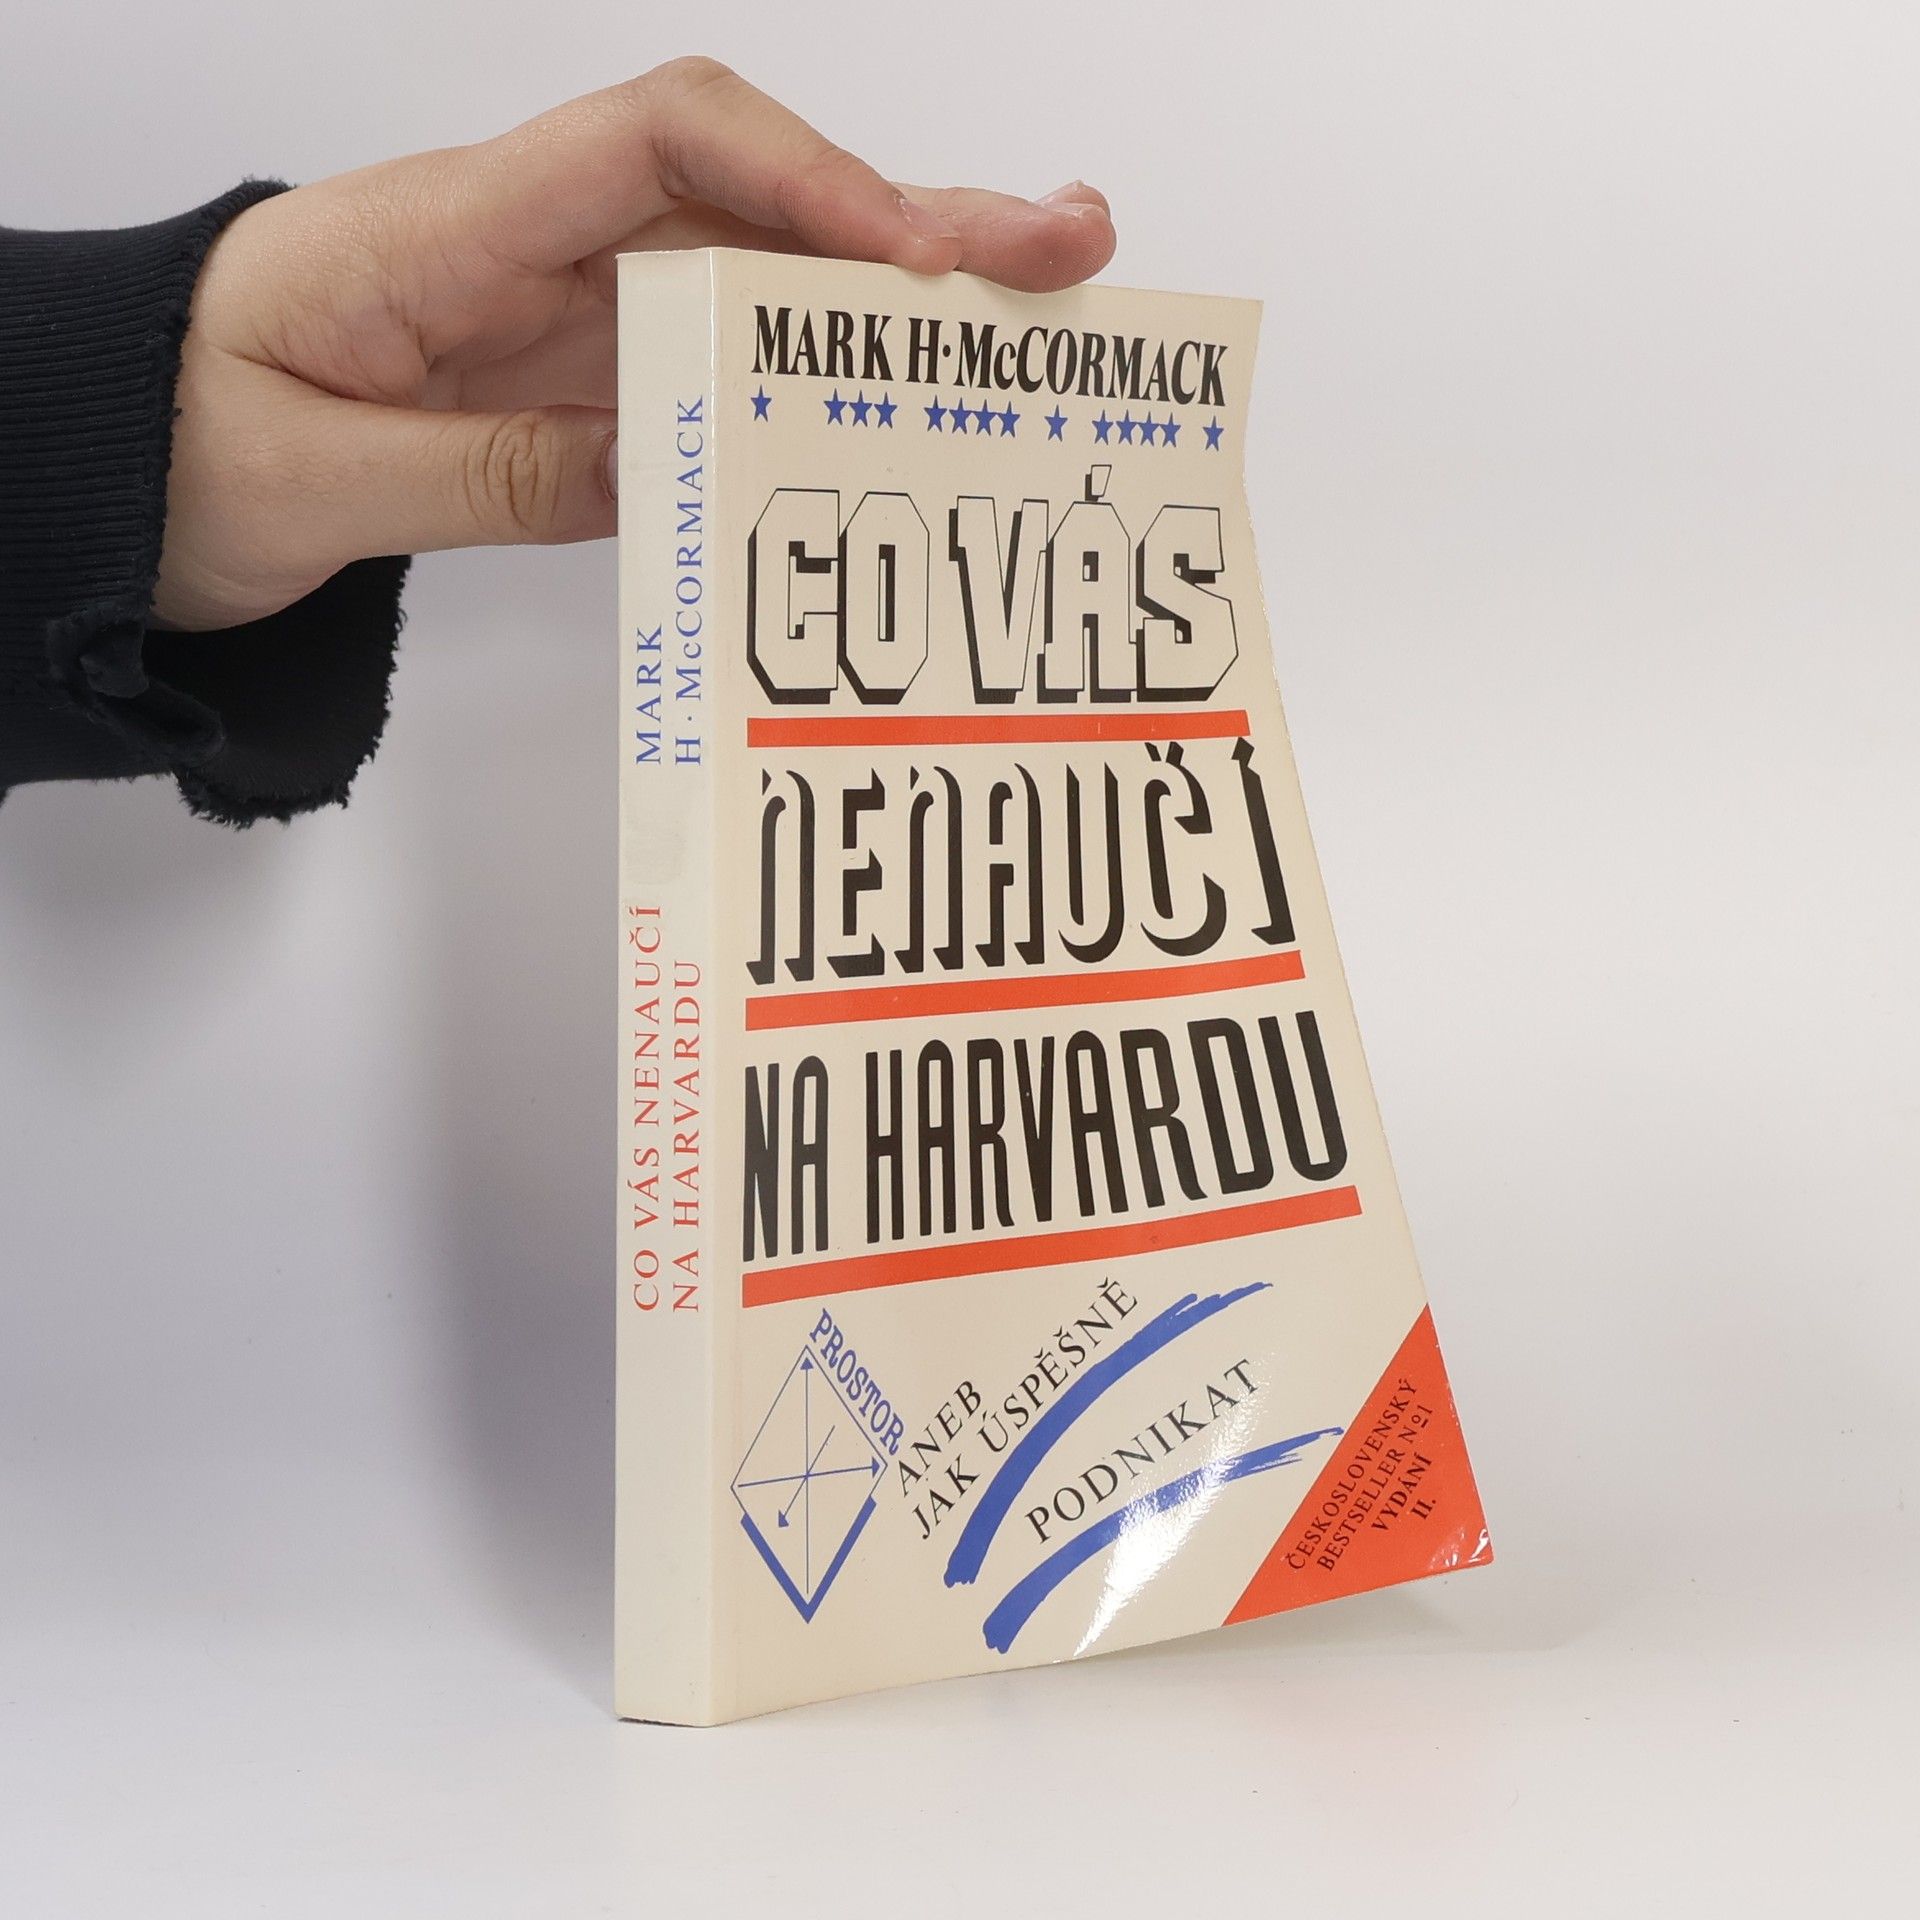 MARK H·McCORMACK
CO VÁS
NENAUČÍ
NA HARVARDU
PROSTOR
ANEB
JAK ÚSPĚŠNĚ
PODNIKAT
ČESKOSLOVENSKÝ
BESTSELLER Nº1
VYDÁNÍ
II.
MARK
H·McCORMACK
CO VÁS NENAUČÍ
NA HARVARDU